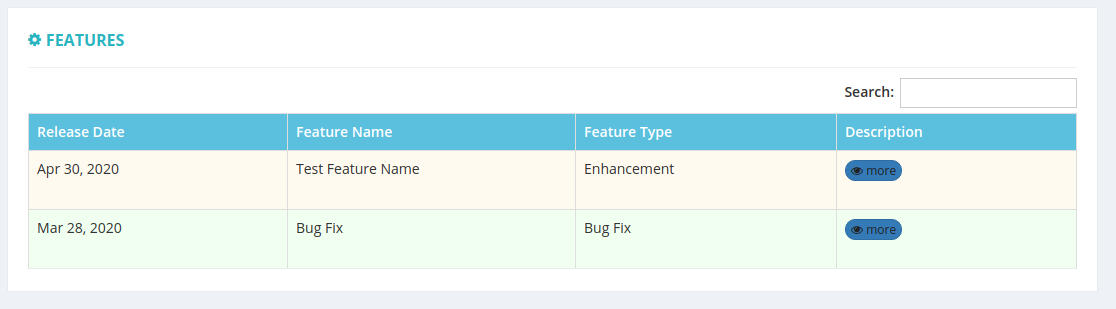 FEATURES
Search:
Release Date Feature Name Feature Type Description
Apr 30, 2020 Test Feature Name Enhancement more
Mar 28, 2020 Bug Fix Bug Fix more